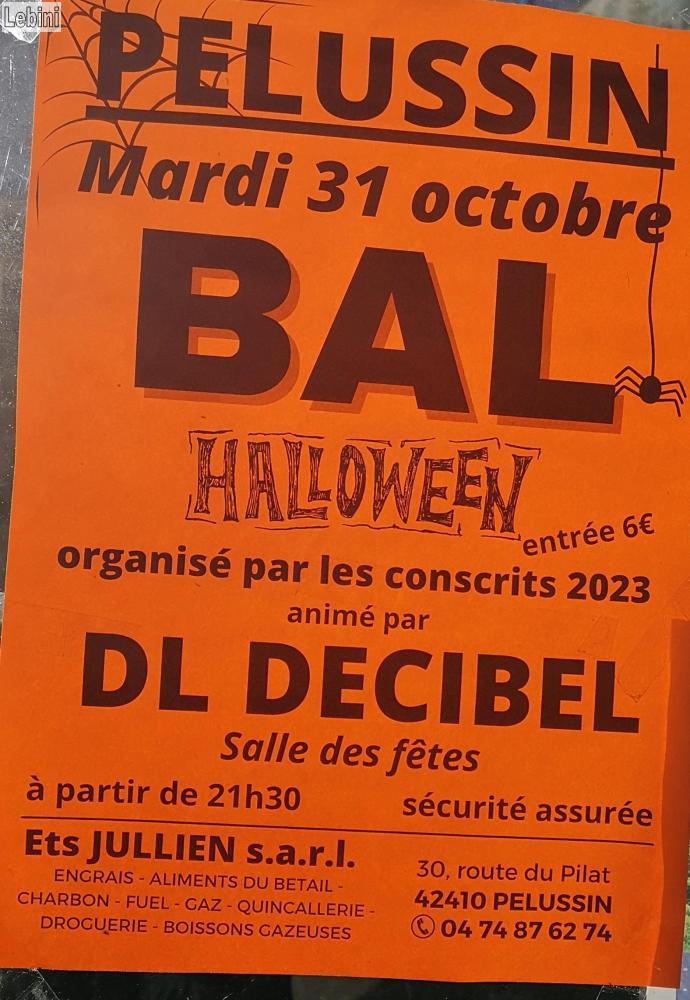 Lebini
PELUSSIN
Mardi 31 octobre
BAL
HALLOWEEN
entrée 6€
organisé par les conscrits 2023
animé par
DL DECIBEL
Salle des fêtes
à partir de 21h30
sécurité assurée
Ets JULLIEN s.a.r.l.
ENGRAIS - ALIMENTS DU BETAIL -
CHARBON - FUEL - GAZ - QUINCALLERIE -
DROGUERIE - BOISSONS GAZEUSES
30, route du Pilat
42410 PELUSSIN
04 74 87 62 74